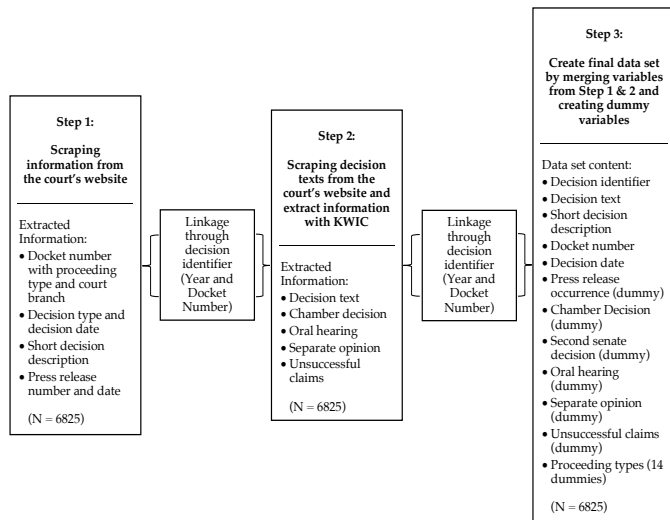 Step 1:
Scraping
information from
the court's website
Extracted
Information:
• Docket number
with proceeding
type and court
branch
• Decision type and
decision date
• Short decision
description
• Press release
number and date
(N = 6825)
Linkage
through
decision
identifier
(Year and
Docket
Number)
Step 2:
Scraping decision
texts from the
court's website and
extract information
with KWIC
Extracted
Information:
• Decision text
• Chamber decision
• Oral hearing
• Separate opinion
• Unsuccessful
claims
(N = 6825)
Linkage
through
decision
identifier
(Year and
Docket
Number)
Step 3:
Create final data set
by merging variables
from Step 1 & 2 and
creating dummy
variables
Data set content:
• Decision identifier
• Decision text
• Short decision
description
• Docket number
• Decision date
• Press release
occurrence (dummy)
• Chamber Decision
(dummy)
• Second senate
decision (dummy)
• Oral hearing
(dummy)
• Separate opinion
(dummy)
• Unsuccessful claims
(dummy)
• Proceeding types (14
dummies)
(N = 6825)